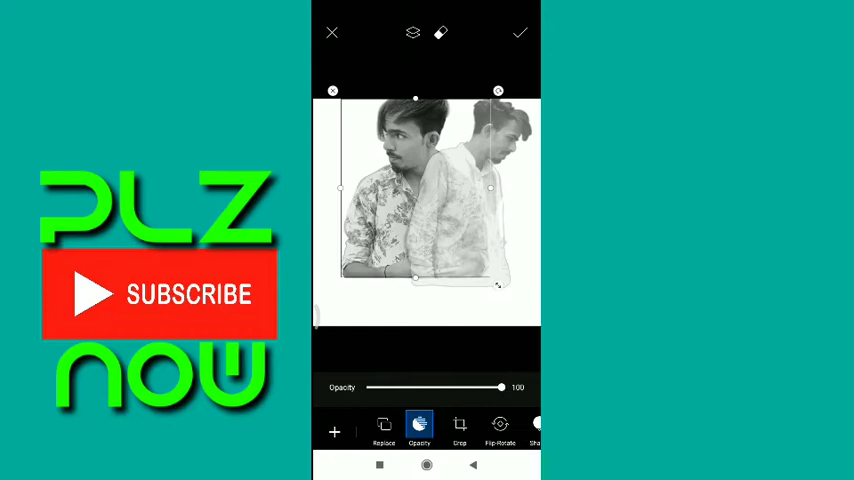 PLZ
SUBSCRIBE
NOW
Opacity
100
Replace
Opacity
Crop
Flip-Rotate